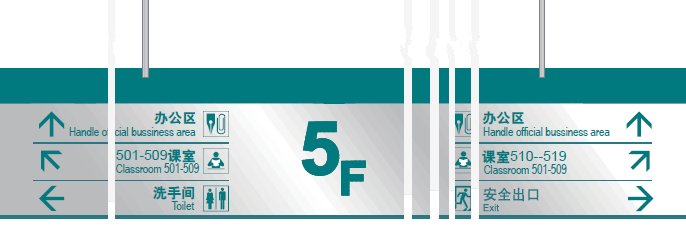 办公区
Handle official bussiness area
501-509课室
Classroom 501-509
洗手间
Toilet
5F
办公区
Handle official bussiness area
课室510--519
Classroom 501-509
安全出口
Exit